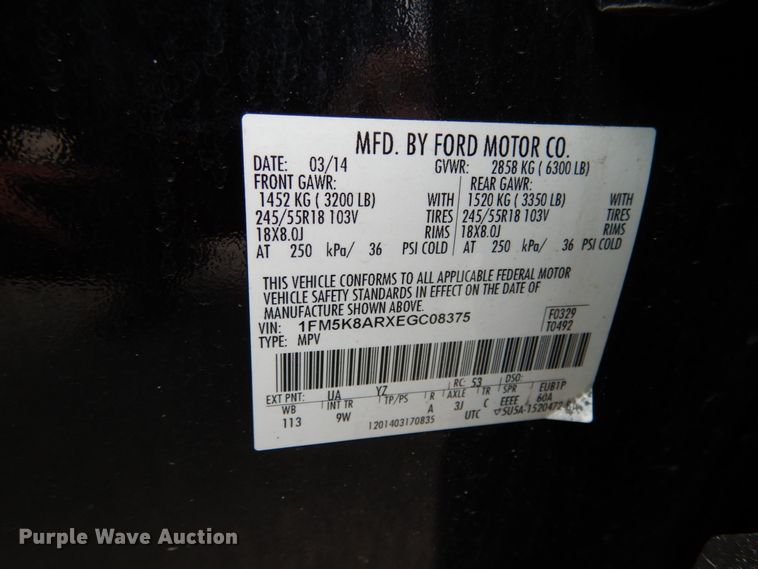 MFD. BY FORD MOTOR CO.
DATE: 03/14 GVWR: 2858 KG ( 6300 LB)
FRONT GAWR: REAR GAWR:
1452 KG ( 3200 LB) WITH 1520 KG ( 3350 LB) WITH
245/55R18 103V TIRES 245/55R18 103V TIRES
18X8.0J RIMS 18X8.0J RIMS
AT 250 kPa/ 36 PSI COLD AT 250 kPa/ 36 PSI COLD
THIS VEHICLE CONFORMS TO ALL APPLICABLE FEDERAL MOTOR
VEHICLE SAFETY STANDARDS IN EFFECT ON THE DATE OF
MANUFACTURE SHOWN ABOVE.
VIN: 1FM5K8ARXEGC08375 F0329
TYPE: MPV T0492
EXT PNT: UA Y7 RC: 53 DSO:
WB INT TR TP/PS R AXLE TR SPR EUB1P
113 9W A 3J C EEEE 60A
1201403170835 UTC
Purple Wave Auction